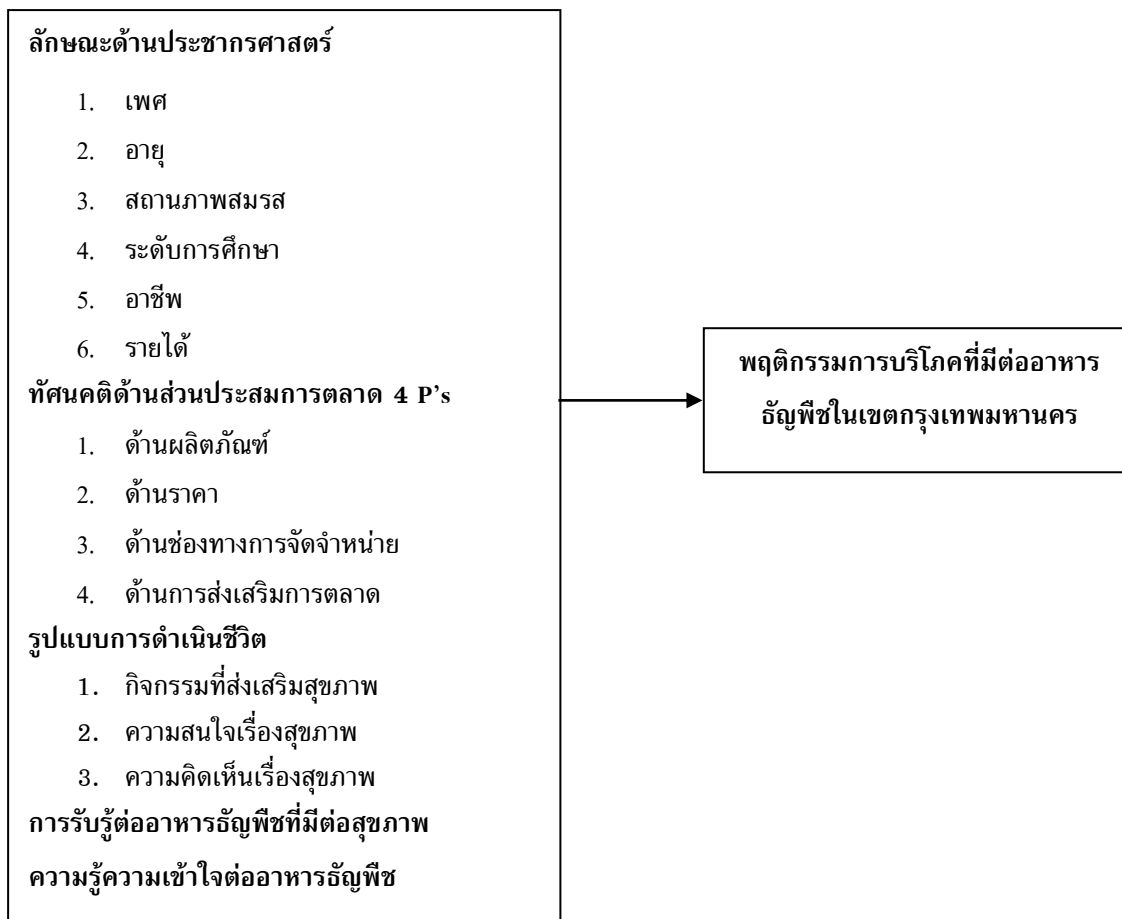 ลักษณะด้านประชากรศาสตร์
1. เพศ
2. อายุ
3. สถานภาพสมรส
4. ระดับการศึกษา
5. อาชีพ
6. รายได้
ทัศนคติด้านส่วนประสมการตลาด 4 P's
1. ด้านผลิตภัณฑ์
2. ด้านราคา
3. ด้านช่องทางการจัดจำหน่าย
4. ด้านการส่งเสริมการตลาด
รูปแบบการดำเนินชีวิต
1. กิจกรรมที่ส่งเสริมสุขภาพ
2. ความสนใจเรื่องสุขภาพ
3. ความคิดเห็นเรื่องสุขภาพ
การรับรู้ต่ออาหารธัญพืชที่มีต่อสุขภาพ
ความรู้ความเข้าใจต่ออาหารธัญพืช
พฤติกรรมการบริโภคที่มีต่ออาหาร
ธัญพืชในเขตกรุงเทพมหานคร